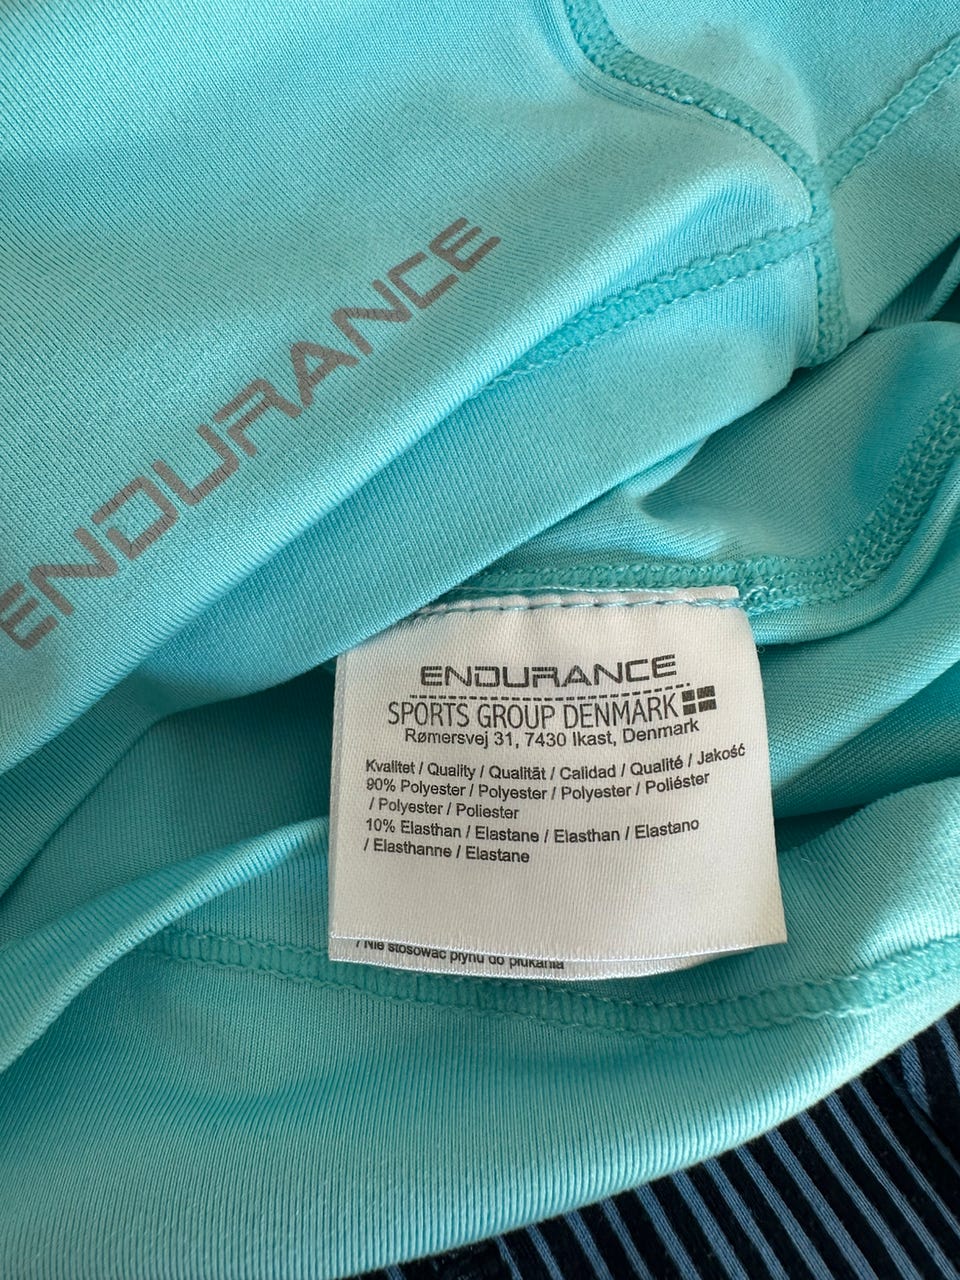 ENDURANCE
ENDURANCE
SPORTS GROUP DENMARK
Rømersvej 31, 7430 Ikast, Denmark
Kvalitet / Quality / Qualität / Calidad / Qualité / Jakość
90% Polyester / Polyester / Polyester / Poliéster
/ Polyester / Poliester
10% Elasthan / Elastane / Elasthan / Elastano
/ Elasthanne / Elastane
/ Nie stosować płynu do płukania